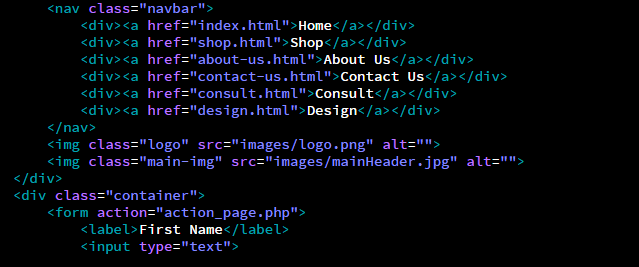 <nav class="navbar">
<div><a href="index.html">Home</a></div>
<div><a href="shop.html">Shop</a></div>
<div><a href="about-us.html">About Us</a></div>
<div><a href="contact-us.html">Contact Us</a></div>
<div><a href="consult.html">Consult</a></div>
<div><a href="design.html">Design</a></div>
</nav>
<img class="logo" src="images/logo.png" alt="">
<img class="main-img" src="images/mainHeader.jpg" alt="">
</div>
<div class="container">
<form action="action_page.php">
<label>First Name</label>
<input type="text">